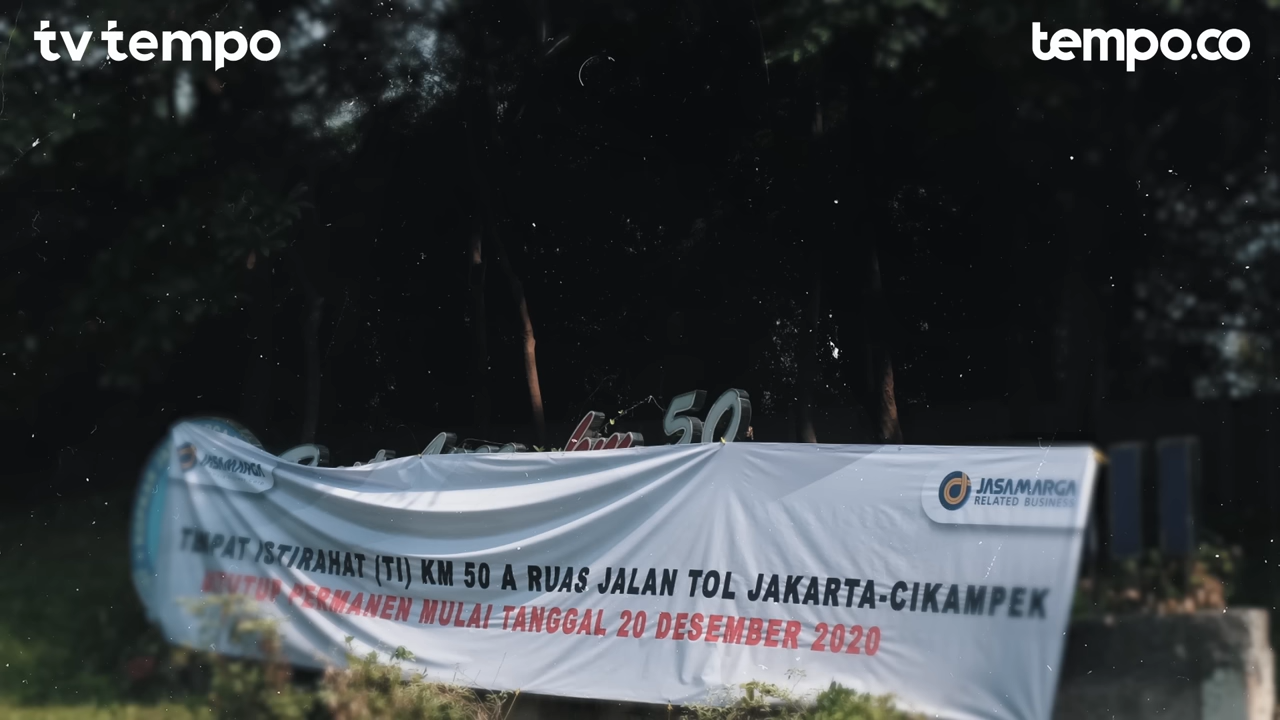 tv tempo
tempo.co
km 50
JASAMARGA
JASAMARGA
RELATED BUSINESS
TEMPAT ISTIRAHAT (TI) KM 50 A RUAS JALAN TOL JAKARTA-CIKAMPEK
DITUTUP PERMANEN MULAI TANGGAL 20 DESEMBER 2020